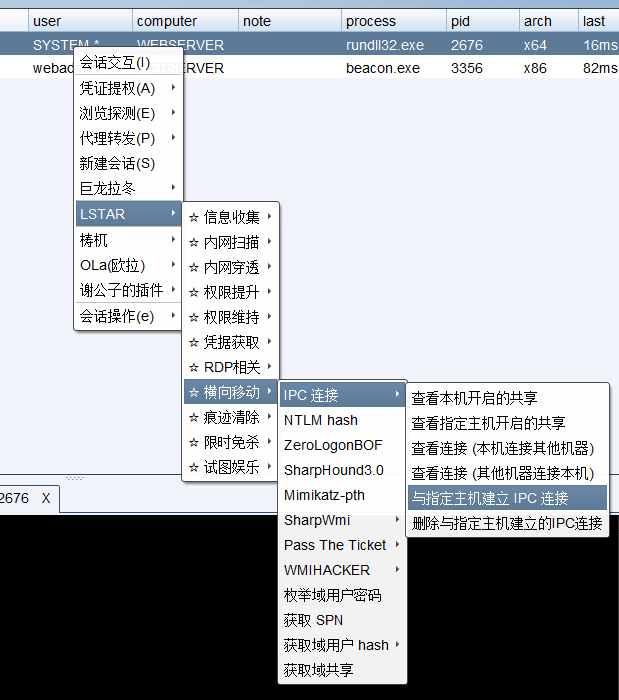 user computer note process pid arch last
SYSTEM * WEBSERVER rundll32.exe 2676 x64 16ms
webad SERVER beacon.exe 3356 x86 82ms
会话交互(I)
凭证提权(A)
浏览探测(E)
代理转发(P)
新建会话(S)
巨龙拉冬
LSTAR
梼杌
OLa(欧拉)
谢公子的插件
会话操作(e)
☆ 信息收集
☆ 内网扫描
☆ 内网穿透
☆ 权限提升
☆ 权限维持
☆ 凭据获取
☆ RDP相关
☆ 横向移动
☆ 痕迹清除
☆ 限时免杀
☆ 试图娱乐
IPC 连接
NTLM hash
ZeroLogonBOF
SharpHound3.0
Mimikatz-pth
SharpWmi
Pass The Ticket
WMIHACKER
枚举域用户密码
获取 SPN
获取域用户 hash
获取域共享
查看本机开启的共享
查看指定主机开启的共享
查看连接 (本机连接其他机器)
查看连接 (其他机器连接本机)
与指定主机建立 IPC 连接
删除与指定主机建立的IPC连接
2676 X